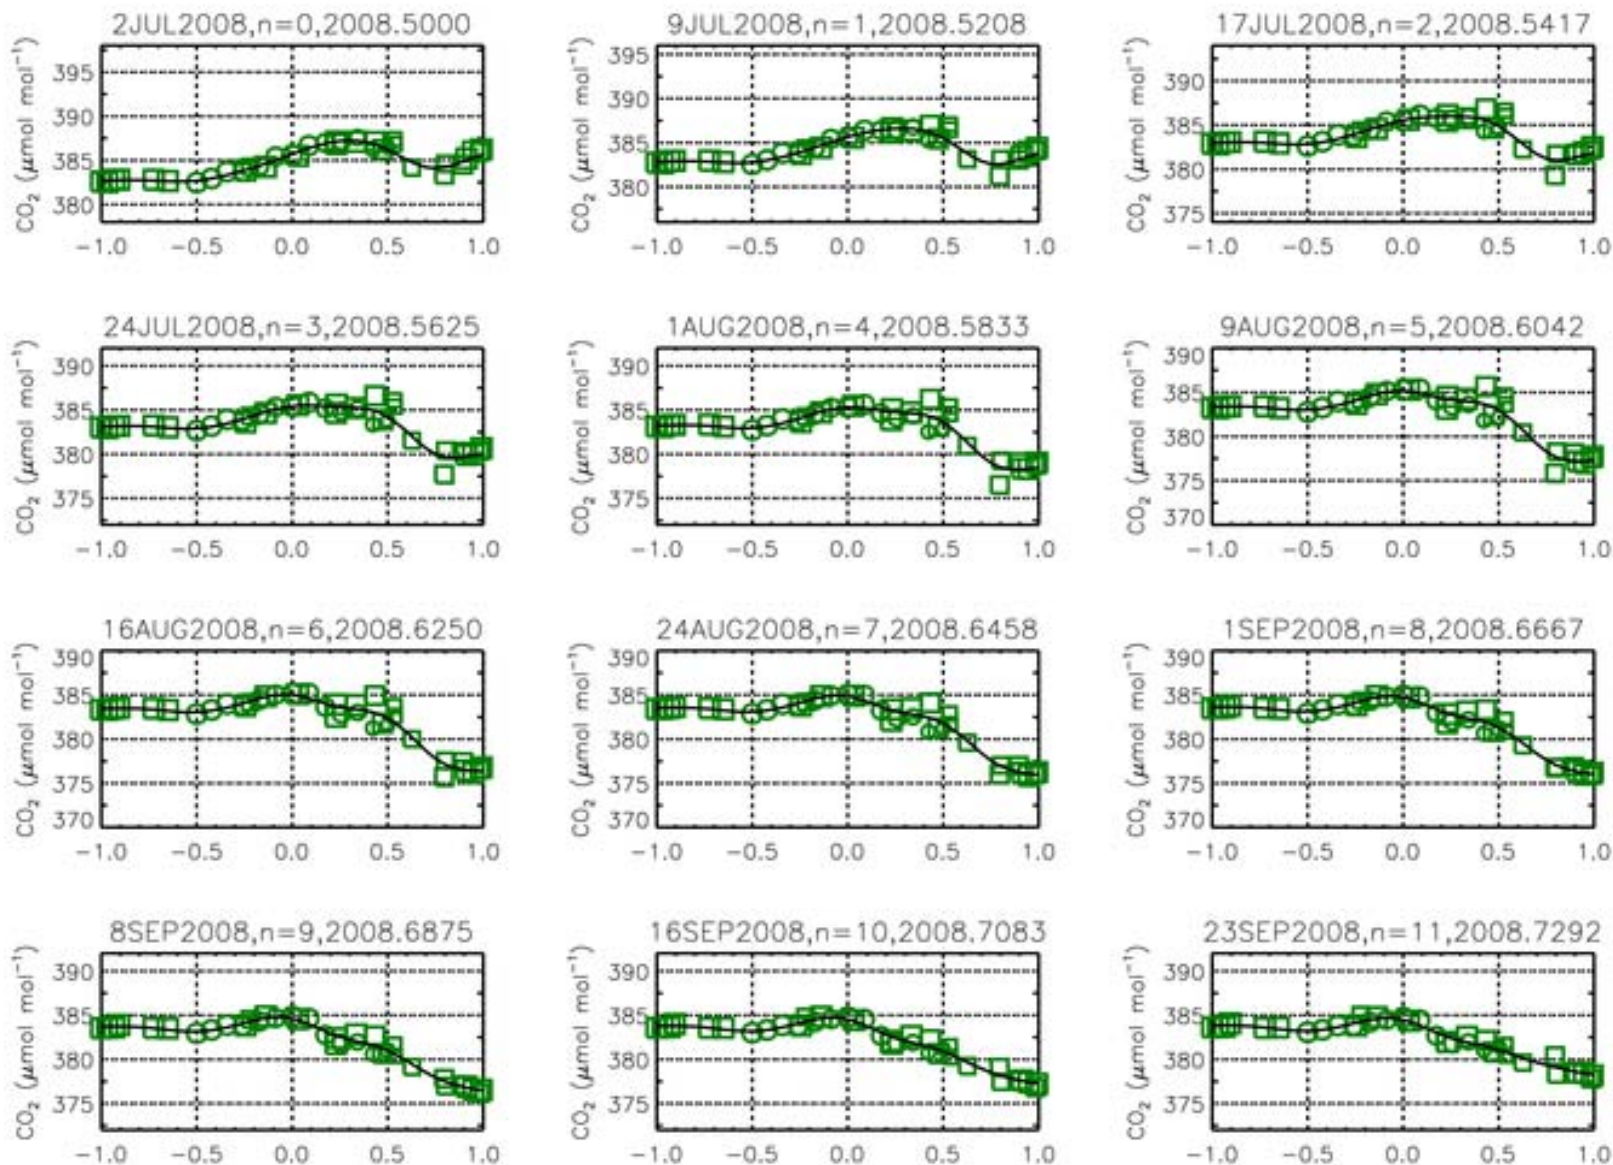 2JUL2008,n=0,2008.5000
CO2 (μmol mol−1)
395
390
385
380
−1.0 −0.5 0.0 0.5 1.0
9JUL2008,n=1,2008.5208
CO2 (μmol mol−1)
395
390
385
380
−1.0 −0.5 0.0 0.5 1.0
17JUL2008,n=2,2008.5417
CO2 (μmol mol−1)
390
385
380
375
−1.0 −0.5 0.0 0.5 1.0
24JUL2008,n=3,2008.5625
CO2 (μmol mol−1)
390
385
380
375
−1.0 −0.5 0.0 0.5 1.0
1AUG2008,n=4,2008.5833
CO2 (μmol mol−1)
390
385
380
375
−1.0 −0.5 0.0 0.5 1.0
9AUG2008,n=5,2008.6042
CO2 (μmol mol−1)
390
385
380
375
370
−1.0 −0.5 0.0 0.5 1.0
16AUG2008,n=6,2008.6250
CO2 (μmol mol−1)
390
385
380
375
370
−1.0 −0.5 0.0 0.5 1.0
24AUG2008,n=7,2008.6458
CO2 (μmol mol−1)
390
385
380
375
370
−1.0 −0.5 0.0 0.5 1.0
1SEP2008,n=8,2008.6667
CO2 (μmol mol−1)
390
385
380
375
370
−1.0 −0.5 0.0 0.5 1.0
8SEP2008,n=9,2008.6875
CO2 (μmol mol−1)
390
385
380
375
−1.0 −0.5 0.0 0.5 1.0
16SEP2008,n=10,2008.7083
CO2 (μmol mol−1)
390
385
380
375
−1.0 −0.5 0.0 0.5 1.0
23SEP2008,n=11,2008.7292
CO2 (μmol mol−1)
390
385
380
375
−1.0 −0.5 0.0 0.5 1.0